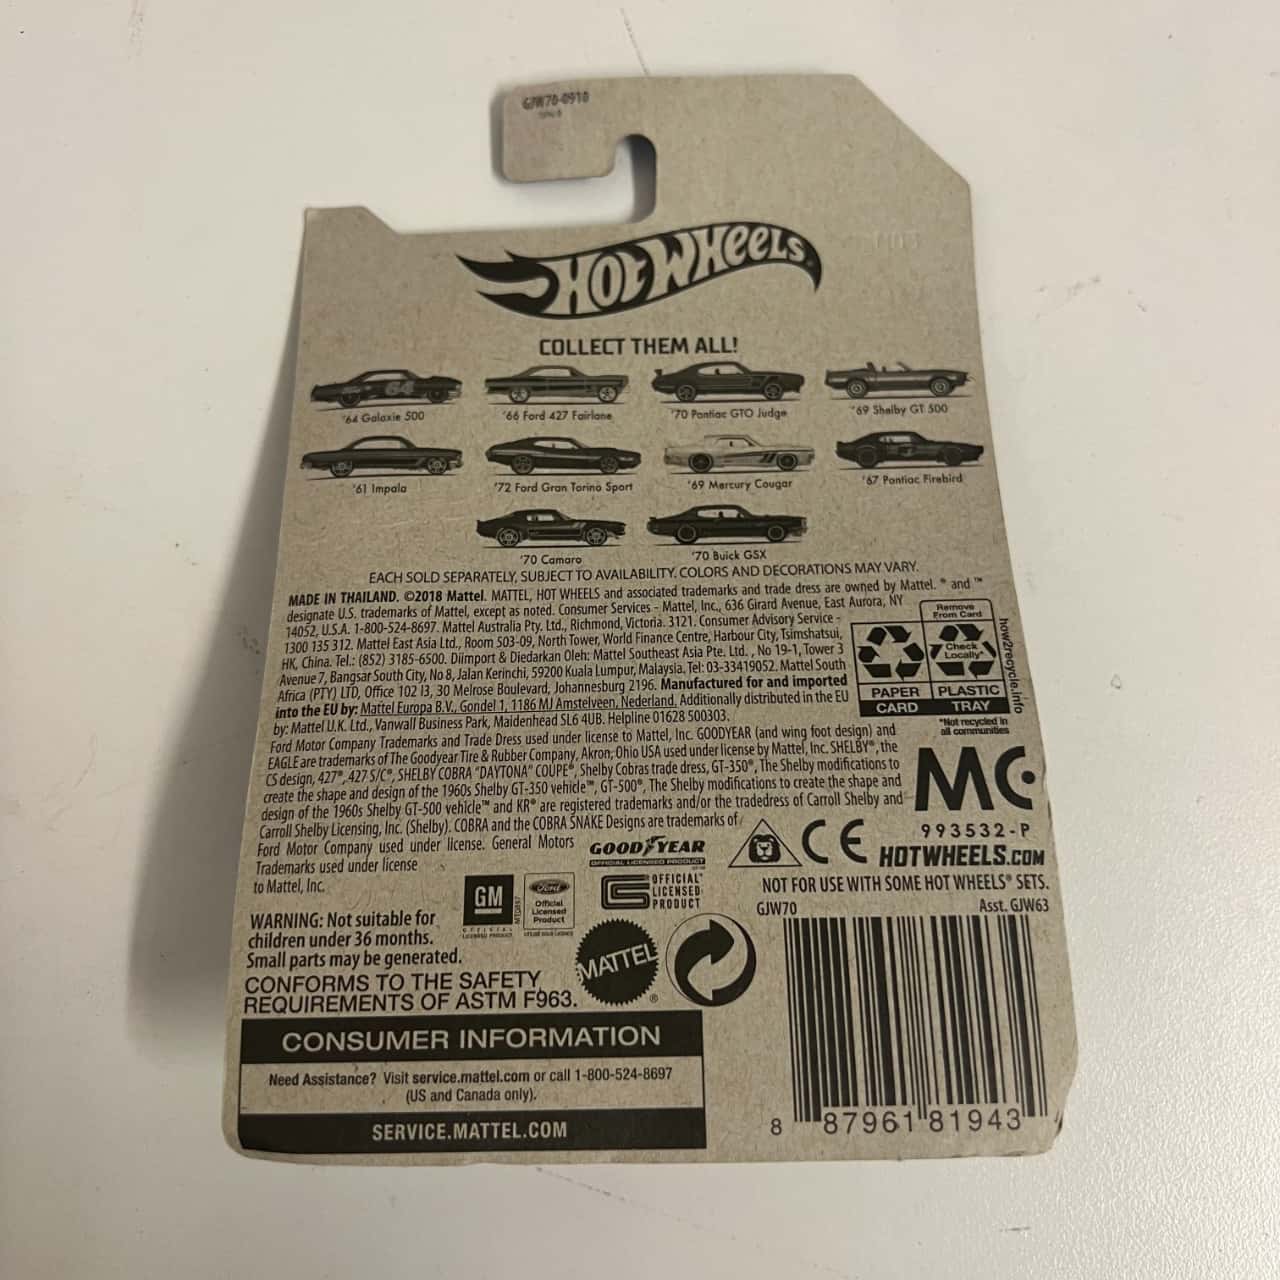 GJW70-0910
HOT WHEELS
COLLECT THEM ALL!
64
'64 Galaxie 500
'66 Ford 427 Fairlane
'70 Pontiac GTO Judge
'69 Shelby GT 500
'61 Impala
'72 Ford Gran Torino Sport
'69 Mercury Cougar
'67 Pontiac Firebird
'70 Camaro
'70 Buick GSX
EACH SOLD SEPARATELY, SUBJECT TO AVAILABILITY. COLORS AND DECORATIONS MAY VARY.
MADE IN THAILAND. ©2018 Mattel. MATTEL, HOT WHEELS and associated trademarks and trade dress are owned by Mattel. ® and ™
designate U.S. trademarks of Mattel, except as noted. Consumer Services - Mattel, Inc., 636 Girard Avenue, East Aurora, NY
14052, U.S.A. 1-800-524-8697. Mattel Australia Pty. Ltd., Richmond, Victoria. 3121. Consumer Advisory Service -
1300 135 312. Mattel East Asia Ltd., Room 503-09, North Tower, World Finance Centre, Harbour City, Tsimshatsui,
HK, China. Tel.: (852) 3185-6500. Diimport & Diedarkan Oleh: Mattel Southeast Asia Pte. Ltd. , No 19-1, Tower 3
Avenue 7, Bangsar South City, No 8, Jalan Kerinchi, 59200 Kuala Lumpur, Malaysia. Tel: 03-33419052. Mattel South
Africa (PTY) LTD, Office 102 I3, 30 Melrose Boulevard, Johannesburg 2196. Manufactured for and imported
into the EU by: Mattel Europa B.V., Gondel 1, 1186 MJ Amstelveen, Nederland. Additionally distributed in the EU
by: Mattel U.K. Ltd., Vanwall Business Park, Maidenhead SL6 4UB. Helpline 01628 500303.
Ford Motor Company Trademarks and Trade Dress used under license to Mattel, Inc. GOODYEAR (and wing foot design) and
EAGLE are trademarks of The Goodyear Tire & Rubber Company, Akron, Ohio USA used under license by Mattel, Inc. SHELBY®, the
CS design, 427®, 427 S/C®, SHELBY COBRA "DAYTONA" COUPE®, Shelby Cobras trade dress, GT-350®, The Shelby modifications to
create the shape and design of the 1960s Shelby GT-350 vehicle™, GT-500®, The Shelby modifications to create the shape and
design of the 1960s Shelby GT-500 vehicle™ and KR® are registered trademarks and/or the tradedress of Carroll Shelby and
Carroll Shelby Licensing, Inc. (Shelby). COBRA and the COBRA SNAKE Designs are trademarks of
Ford Motor Company used under license. General Motors
Trademarks used under license
to Mattel, Inc.
Remove
From Card
Check
Locally*
PAPER
CARD
PLASTIC
TRAY
how2recycle.info
*Not recycled in
all communities
MC
993532-P
CE
HOTWHEELS.COM
NOT FOR USE WITH SOME HOT WHEELS® SETS.
GOODYEAR
OFFICIAL LICENSED PRODUCT
GM
OFFICIAL
LICENSED PRODUCT
Ford
Official
Licensed
Product
OFFICIAL™
LICENSED
PRODUCT
MATTEL
®
WARNING: Not suitable for
children under 36 months.
Small parts may be generated.
CONFORMS TO THE SAFETY
REQUIREMENTS OF ASTM F963.
CONSUMER INFORMATION
Need Assistance? Visit service.mattel.com or call 1-800-524-8697
(US and Canada only).
SERVICE.MATTEL.COM
GJW70
Asst. GJW63
8 87961 81943